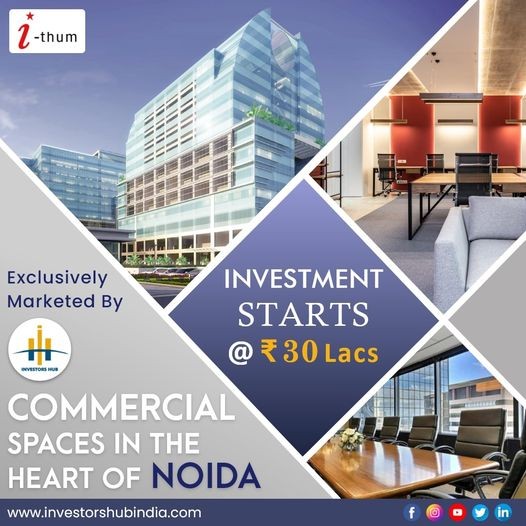 i-thum
Exclusively
Marketed By
INVESTORS HUB
INVESTMENT
STARTS
@ ₹ 30 Lacs
COMMERCIAL
SPACES IN THE
HEART OF NOIDA
www.investorshubindia.com